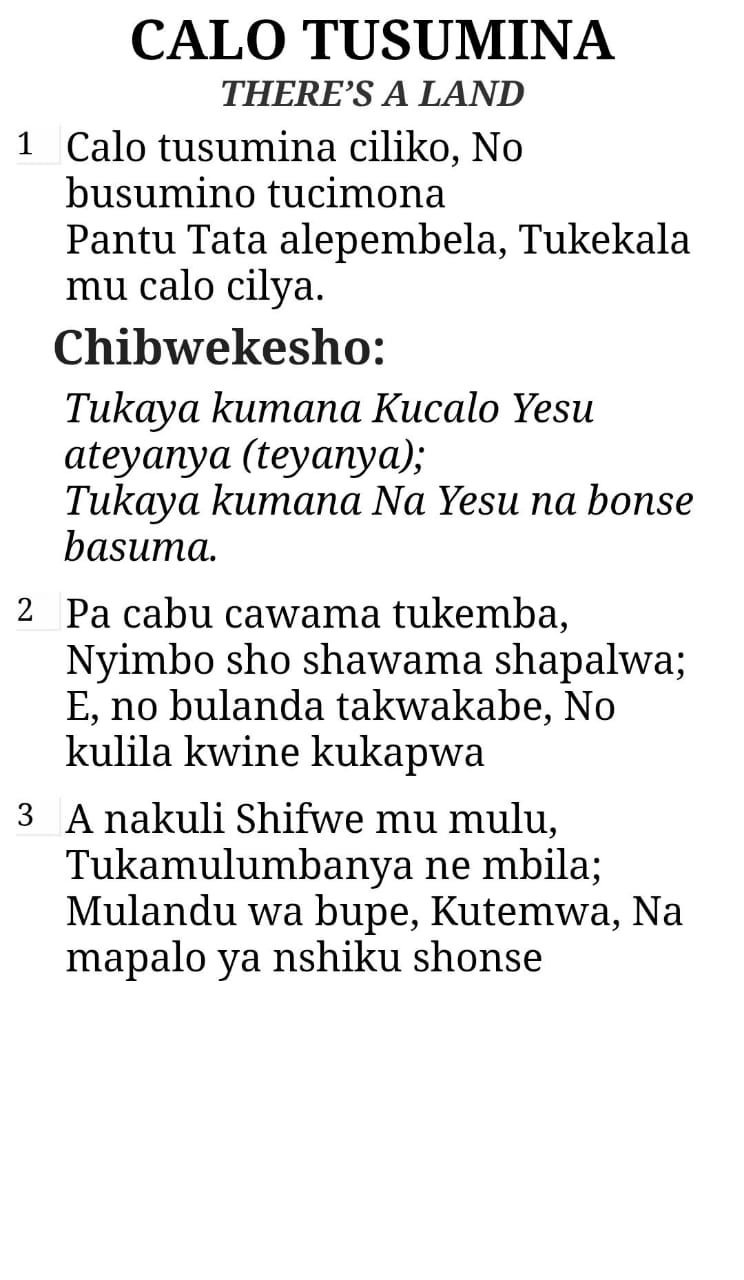 CALO TUSUMINA
THERE’S A LAND
1 Calo tusumina ciliko, No
busumino tucimona
Pantu Tata alepembela, Tukekala
mu calo cilya.
Chibwekesho:
Tukaya kumana Kucalo Yesu
ateyanya (teyanya);
Tukaya kumana Na Yesu na bonse
basuma.
2 Pa cabu cawama tukemba,
Nyimbo sho shawama shapalwa;
E, no bulanda takwakabe, No
kulila kwine kukapwa
3 A nakuli Shifwe mu mulu,
Tukamulumbanya ne mbila;
Mulandu wa bupe, Kutemwa, Na
mapalo ya nshiku shonse